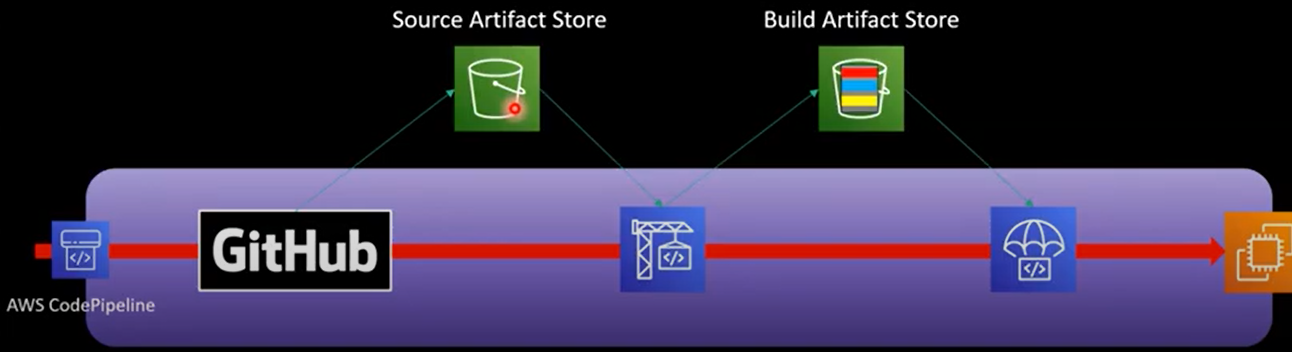 Source Artifact Store
Build Artifact Store
GitHub
AWS CodePipeline